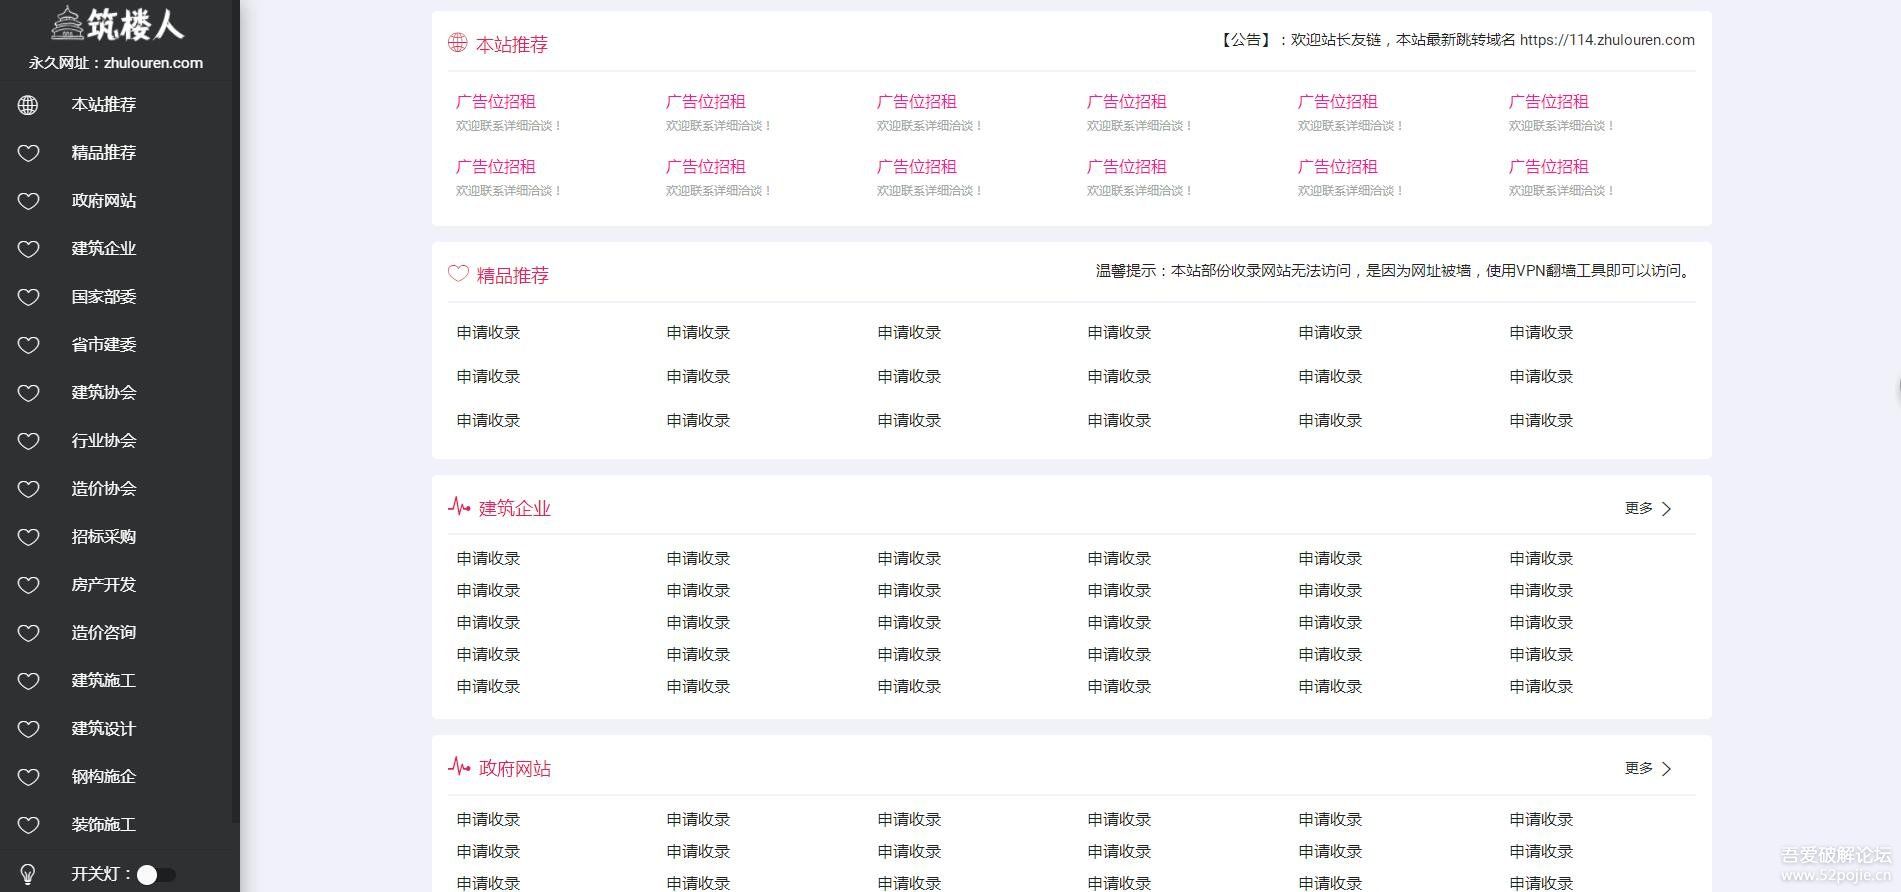 筑楼人
永久网址：zhulouren.com
本站推荐
精品推荐
政府网站
建筑企业
国家部委
省市建委
建筑协会
行业协会
造价协会
招标采购
房产开发
造价咨询
建筑施工
建筑设计
钢构施企
装饰施工
开关灯：
本站推荐 【公告】：欢迎站长友链，本站最新跳转域名 https://114.zhulouren.com
广告位招租 广告位招租 广告位招租 广告位招租 广告位招租 广告位招租
欢迎联系详细洽谈！ 欢迎联系详细洽谈！ 欢迎联系详细洽谈！ 欢迎联系详细洽谈！ 欢迎联系详细洽谈！ 欢迎联系详细洽谈！
广告位招租 广告位招租 广告位招租 广告位招租 广告位招租 广告位招租
欢迎联系详细洽谈！ 欢迎联系详细洽谈！ 欢迎联系详细洽谈！ 欢迎联系详细洽谈！ 欢迎联系详细洽谈！ 欢迎联系详细洽谈！
精品推荐 温馨提示：本站部份收录网站无法访问，是因为网址被墙，使用VPN翻墙工具即可以访问。
申请收录 申请收录 申请收录 申请收录 申请收录 申请收录
申请收录 申请收录 申请收录 申请收录 申请收录 申请收录
申请收录 申请收录 申请收录 申请收录 申请收录 申请收录
建筑企业 更多
申请收录 申请收录 申请收录 申请收录 申请收录 申请收录
申请收录 申请收录 申请收录 申请收录 申请收录 申请收录
申请收录 申请收录 申请收录 申请收录 申请收录 申请收录
申请收录 申请收录 申请收录 申请收录 申请收录 申请收录
申请收录 申请收录 申请收录 申请收录 申请收录 申请收录
政府网站 更多
申请收录 申请收录 申请收录 申请收录 申请收录 申请收录
申请收录 申请收录 申请收录 申请收录 申请收录 申请收录
申请收录 申请收录 申请收录 申请收录 申请收录 申请收录
吾爱破解论坛
www.52pojie.cn